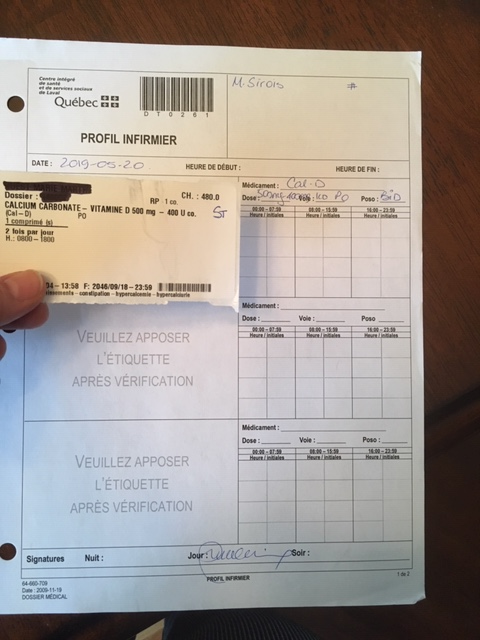 Centre intégré
de santé
et de services sociaux
de Laval
Québec
DT0261
M. Sirois #
PROFIL INFIRMIER
DATE : 2019-05-20 HEURE DE DÉBUT : HEURE DE FIN :
Dossier : CH. : 480.0
RP 1 co.
CALCIUM CARBONATE - VITAMINE D 500 mg - 400 U co.
(Cal-D) PO ST
1 comprimé (s)
2 fois par jour
H.: 0800 - 1800
04 - 13:58 F: 2046/09/18 - 23:59
- constipation - hypercalcémie - hypercalciurie
Médicament : Cal-D
Dose : 500mg Voie : PO Poso : BID
00:00 - 07:59 08:00 - 15:59 16:00 - 23:59
Heure / initiales Heure / initiales Heure / initiales
VEUILLEZ APPOSER
L'ÉTIQUETTE
APRÈS VÉRIFICATION
Médicament :
Dose : Voie : Poso :
00:00 - 07:59 08:00 - 15:59 16:00 - 23:59
Heure / initiales Heure / initiales Heure / initiales
VEUILLEZ APPOSER
L'ÉTIQUETTE
APRÈS VÉRIFICATION
Médicament :
Dose : Voie : Poso :
00:00 - 07:59 08:00 - 15:59 16:00 - 23:59
Heure / initiales Heure / initiales Heure / initiales
Signatures Nuit : Jour : Soir :
64-660-709
Date : 2009-11-19
DOSSIER MÉDICAL
PROFIL INFIRMIER
1 de 2